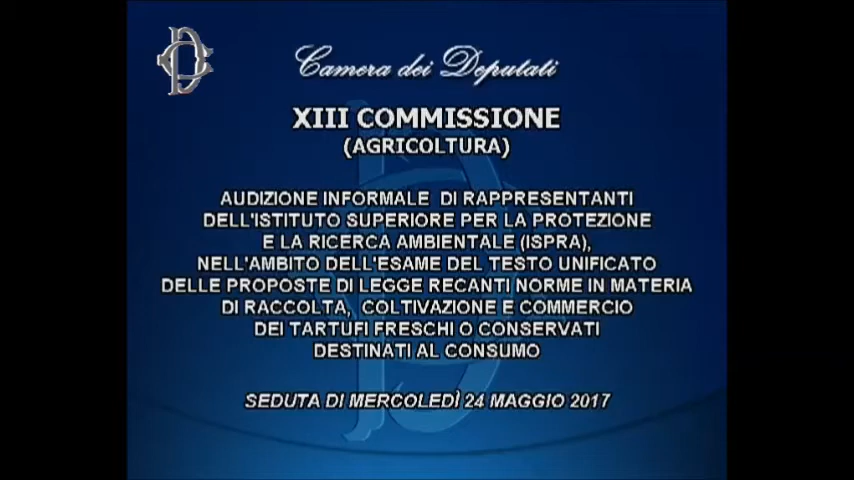 Camera dei Deputati
XIII COMMISSIONE
(AGRICOLTURA)
AUDIZIONE INFORMALE DI RAPPRESENTANTI
DELL'ISTITUTO SUPERIORE PER LA PROTEZIONE
E LA RICERCA AMBIENTALE (ISPRA),
NELL'AMBITO DELL'ESAME DEL TESTO UNIFICATO
DELLE PROPOSTE DI LEGGE RECANTI NORME IN MATERIA
DI RACCOLTA, COLTIVAZIONE E COMMERCIO
DEI TARTUFI FRESCHI O CONSERVATI
DESTINATI AL CONSUMO
SEDUTA DI MERCOLEDÌ 24 MAGGIO 2017